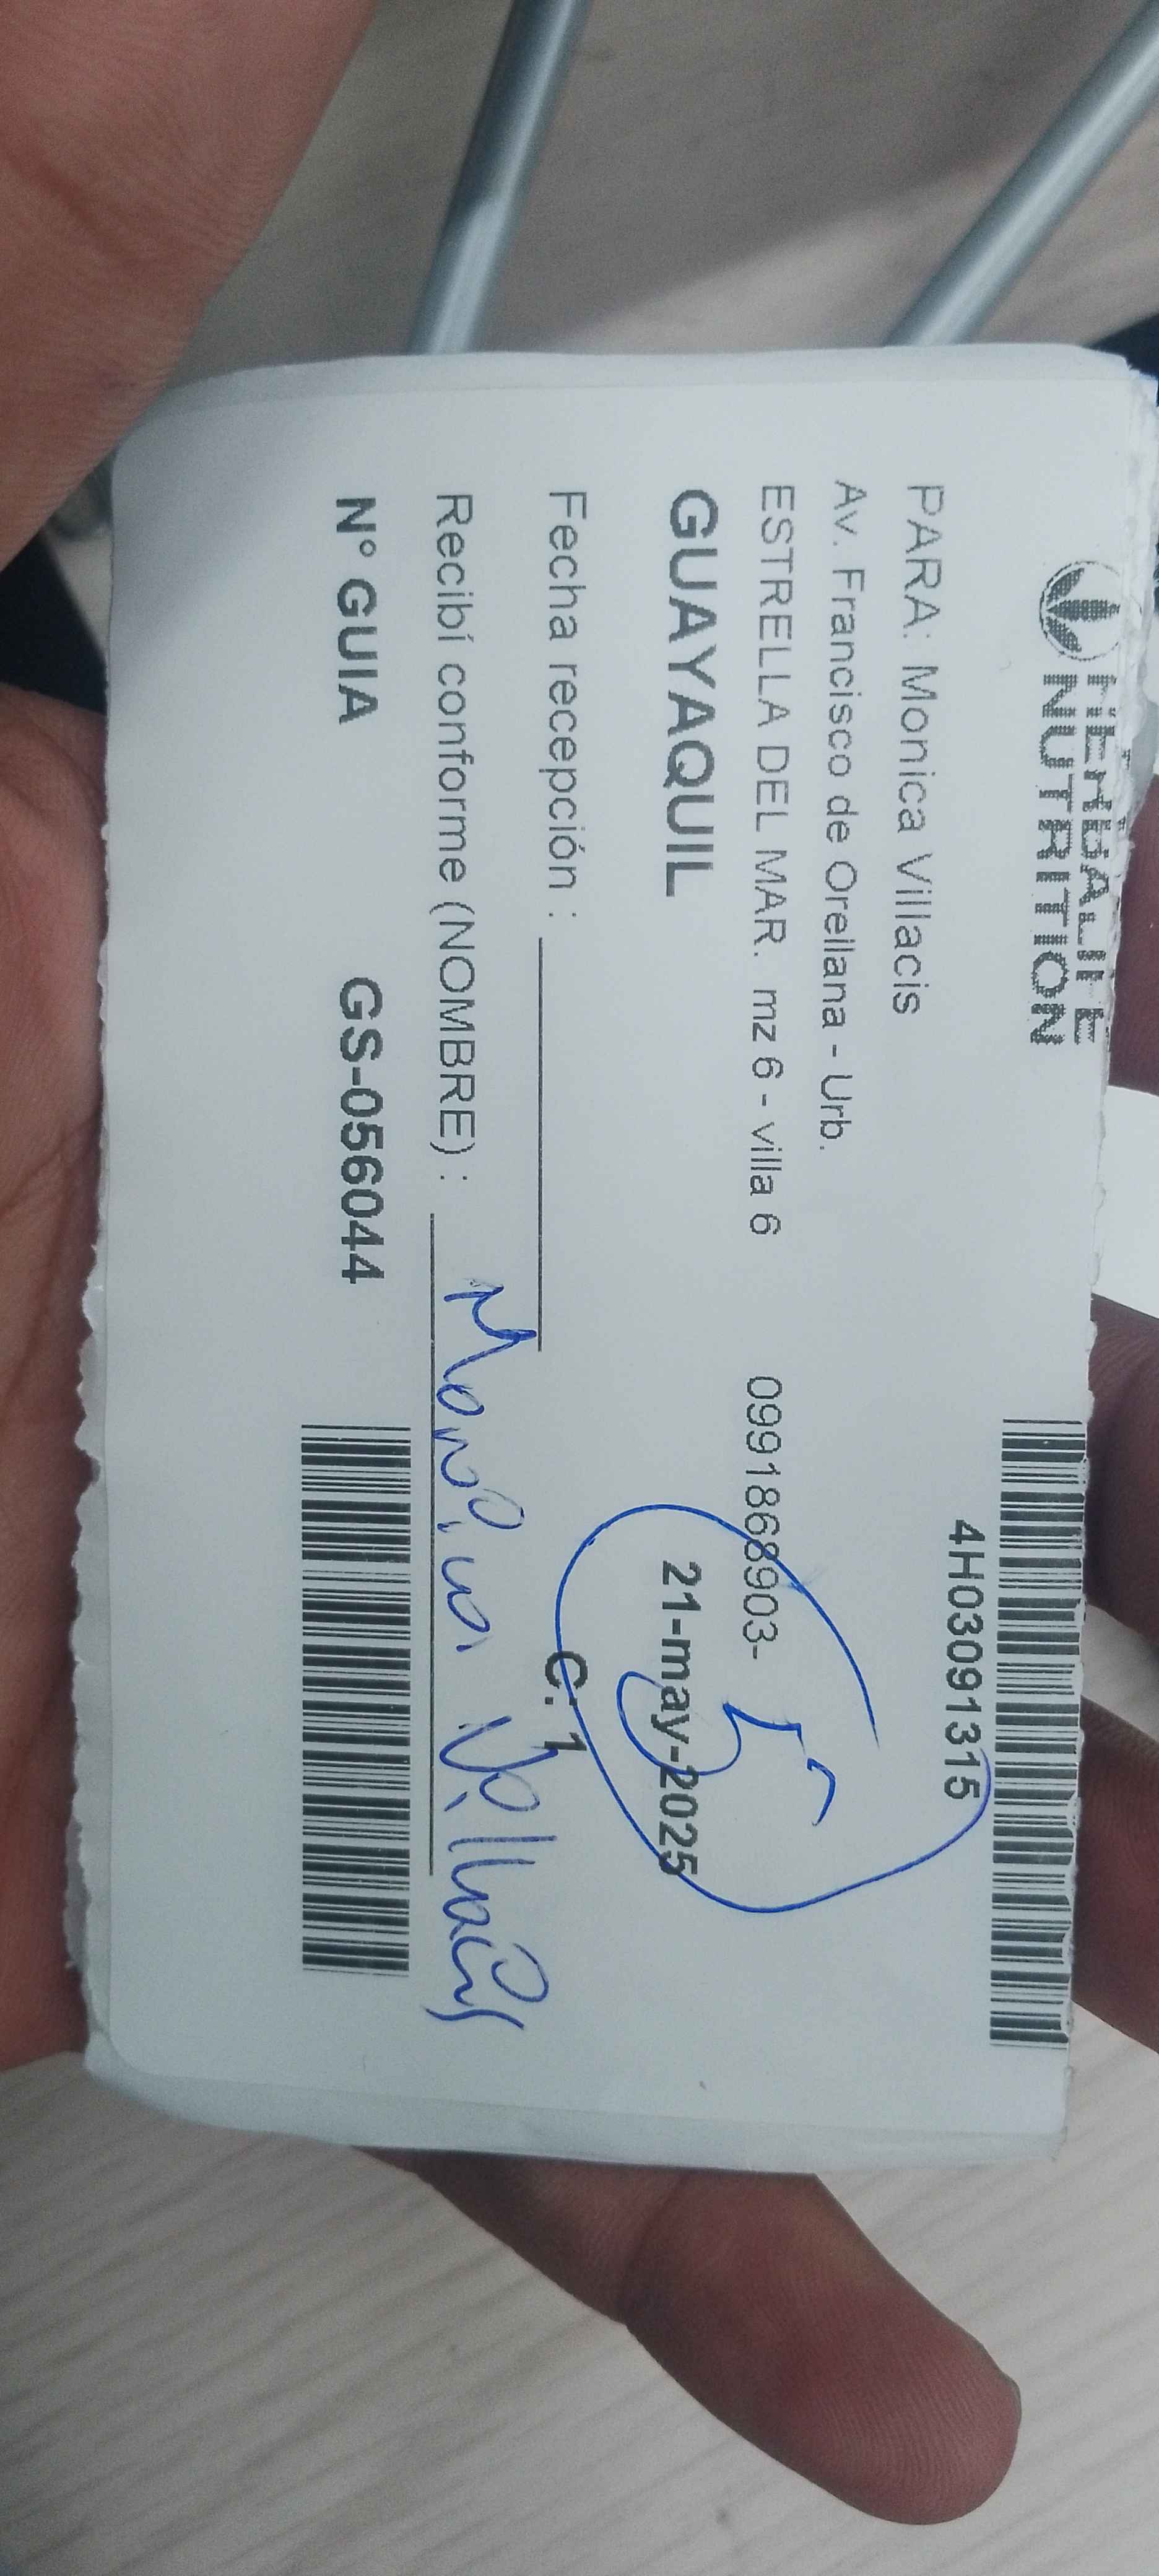 HERBALIFE
NUTRITION
4H03091315
PARA: Monica Villacis
Av. Francisco de Orellana - Urb.
ESTRELLA DEL MAR. mz 6 - villa 6 0991868903-
5
GUAYAQUIL 21-may-2025
Fecha recepción : C: 1
Recibí conforme (NOMBRE) : Monica Villacis
N° GUIA GS-056044